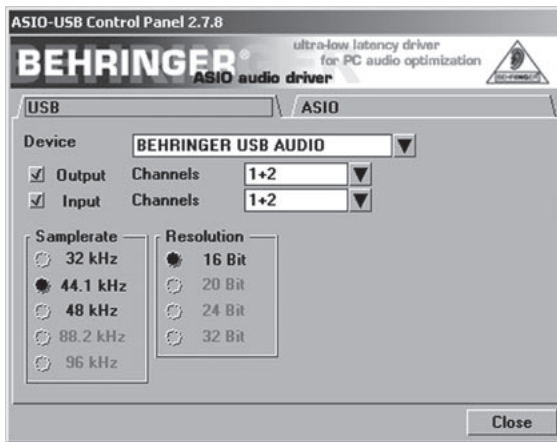 ASIO-USB Control Panel 2.7.8
BEHRINGER®
ultra-low latency driver
for PC audio optimization
ASIO audio driver
BEHRINGER
USB
ASIO
Device BEHRINGER USB AUDIO
Output Channels 1+2
Input Channels 1+2
Samplerate
32 kHz
44.1 kHz
48 kHz
88.2 kHz
96 kHz
Resolution
16 Bit
20 Bit
24 Bit
32 Bit
Close